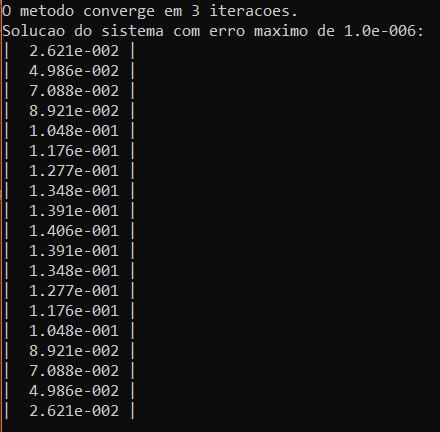 O metodo converge em 3 iteracoes.
Solucao do sistema com erro maximo de 1.0e-006:
|  2.621e-002 |
|  4.986e-002 |
|  7.088e-002 |
|  8.921e-002 |
|  1.048e-001 |
|  1.176e-001 |
|  1.277e-001 |
|  1.348e-001 |
|  1.391e-001 |
|  1.406e-001 |
|  1.391e-001 |
|  1.348e-001 |
|  1.277e-001 |
|  1.176e-001 |
|  1.048e-001 |
|  8.921e-002 |
|  7.088e-002 |
|  4.986e-002 |
|  2.621e-002 |